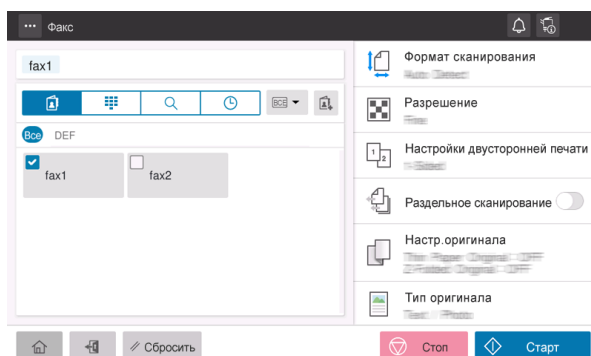 Факс
fax1
ВСЕ
Все
DEF
fax1
fax2
Формат сканирования
Разрешение
Настройки двусторонней печати
Раздельное сканирование
Настр.оригинала
Тип оригинала
Сбросить
Стоп
Старт